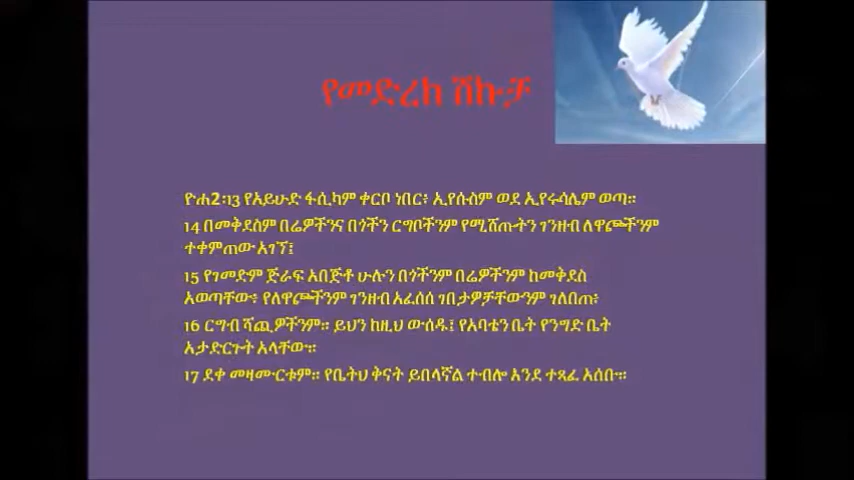 የመድረክ ሽኩቻ
ዮሐ2፡13 የአይሁድ ፋሲካም ቀርቦ ነበር፥ ኢየሱስም ወደ ኢየሩሳሌም ወጣ።
14 በመቅደስም በሬዎችንና በጎችን ርግቦችንም የሚሸጡትን ገንዘብ ለዋጮችንም
ተቀምጠው አገኘ፤
15 የገመድም ጅራፍ አበጅቶ ሁሉን በጎችንም በሬዎችንም ከመቅደስ
አወጣቸው፥ የለዋጮችንም ገንዘብ አፈሰሰ ገበታዎቻቸውንም ገለበጠ፥
16 ርግብ ሻጪዎችንም። ይህን ከዚህ ውሰዱ፤ የአባቴን ቤት የንግድ ቤት
አታድርጉት አላቸው።
17 ደቀ መዛሙርቱም። የቤትህ ቅናት ይበላኛል ተብሎ እንደ ተጻፈ አሰቡ።